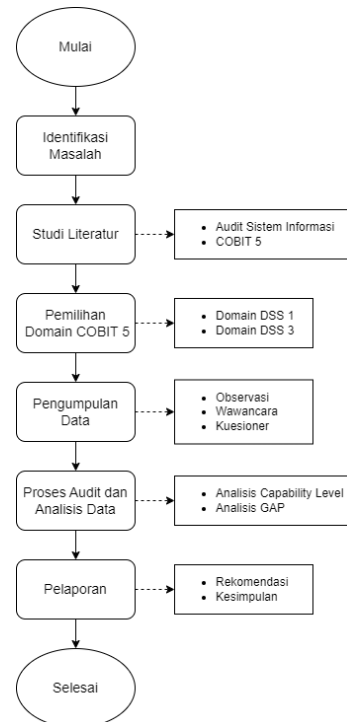 Mulai
Identifikasi
Masalah
Studi Literatur
Audit Sistem Informasi
COBIT 5
Pemilihan
Domain COBIT 5
Domain DSS 1
Domain DSS 3
Pengumpulan
Data
Observasi
Wawancara
Kuesioner
Proses Audit dan
Analisis Data
Analisis Capability Level
Analisis GAP
Pelaporan
Rekomendasi
Kesimpulan
Selesai